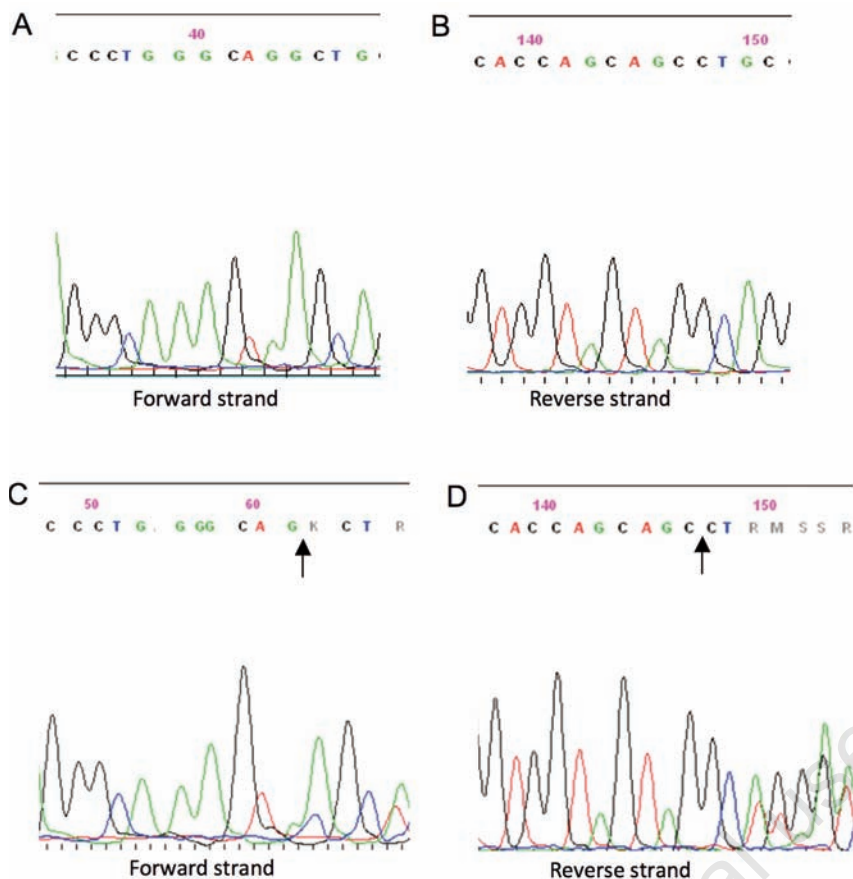 A
40
G C C C T G G G C A G G C T G
Forward strand
B
140 150
C A C C A G C A G C C T G C
Reverse strand
C
50 60
C C C T G . G G G C A G K C T R
Forward strand
D
140 150
C A C C A G C A G C C T R M S S R
Reverse strand